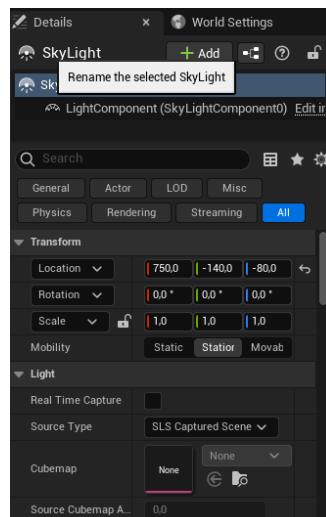 Details × World Settings
SkyLight + Add
Rename the selected SkyLight
Sky
LightComponent (SkyLightComponent0) Edit in
Search
General Actor LOD Misc
Physics Rendering Streaming All
Transform
Location 750,0 -140,0 -80,0
Rotation 0,0 ° 0,0 ° 0,0 °
Scale 1,0 1,0 1,0
Mobility Static Station Movab
Light
Real Time Capture
Source Type SLS Captured Scene
Cubemap None None
Source Cubemap A... 0,0